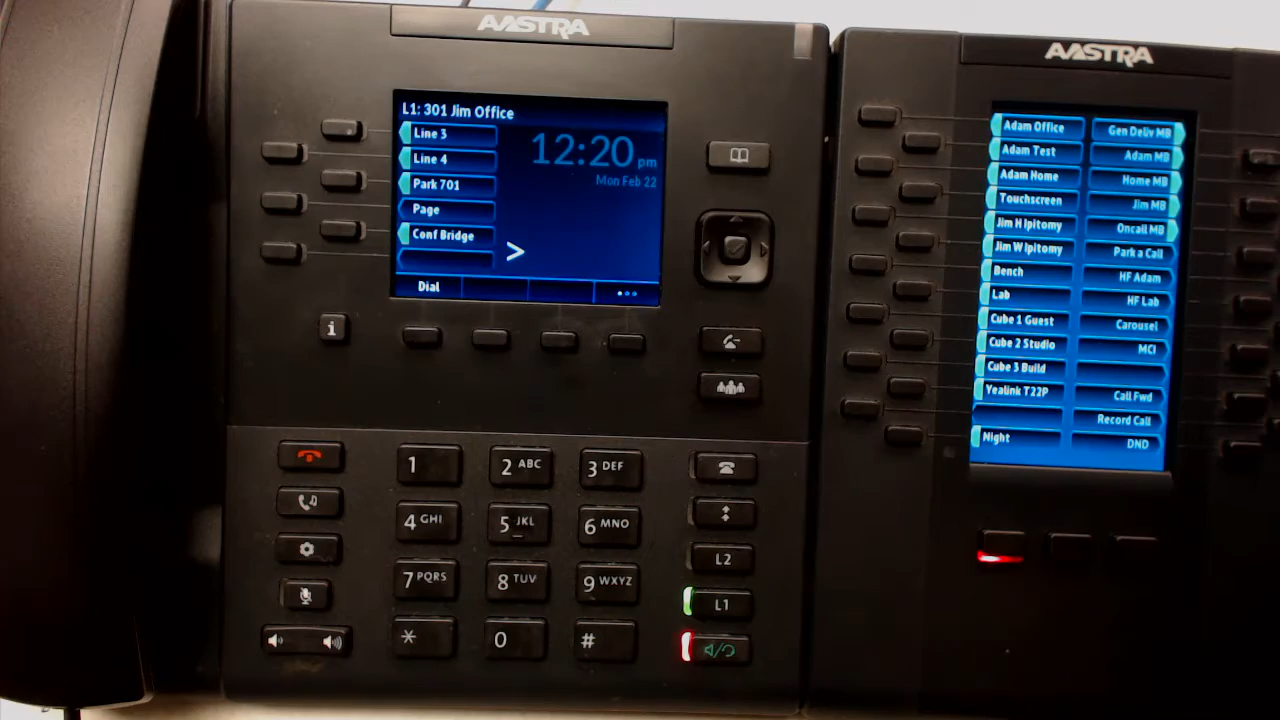 AASTRA
L1: 301 Jim Office
Line 3
Line 4
Park 701
Page
Conf Bridge
>
12:20 pm
Mon Feb 22
Dial
i
1
2 ABC
3 DEF
4 GHI
5 JKL
6 MNO
L2
7 PQRS
8 TUV
9 WXYZ
L1
*
0
#
AASTRA
Adam Office
Gen Deliv MB
Adam Test
Adam MB
Adam Home
Home MB
Touchscreen
Jim MB
Jim H Ipitomy
Oncall MB
Jim W Ipitomy
Park a Call
Bench
HF Adam
Lab
HF Lab
Cube 1 Guest
Carousel
Cube 2 Studio
MCI
Cube 3 Build
Yealink T22P
Call Fwd
Record Call
Night
DND